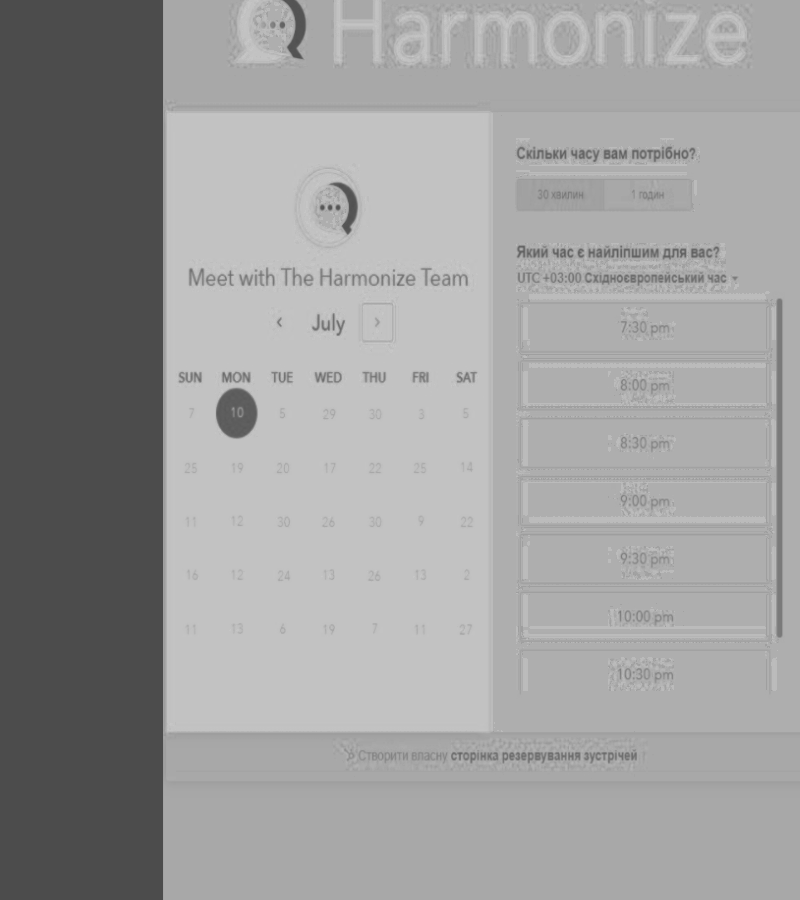 Harmonize
Meet with The Harmonize Team
‹ July ›
SUN MON TUE WED THU FRI SAT
7 10 5 29 30 3 5
25 19 20 17 22 25 14
11 12 30 26 30 9 22
16 12 24 13 26 13 2
11 13 6 19 7 11 27
Скільки часу вам потрібно?
30 хвилин 1 годин
Який час є найліпшим для вас?
UTC +03:00 Східноєвропейський час
7:30 pm
8:00 pm
8:30 pm
9:00 pm
9:30 pm
10:00 pm
10:30 pm
Створити власну сторінка резервування зустрічей